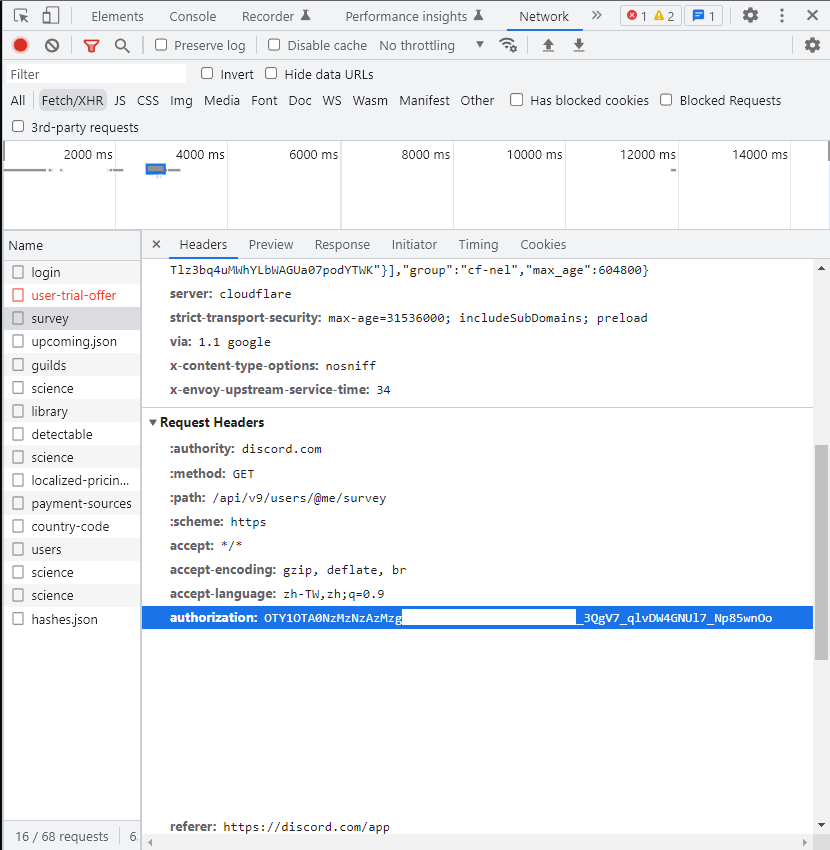 Elements Console Recorder Performance insights Network » 1 2 1
Preserve log Disable cache No throttling
Filter Invert Hide data URLs
All Fetch/XHR JS CSS Img Media Font Doc WS Wasm Manifest Other Has blocked cookies Blocked Requests
3rd-party requests
2000 ms 4000 ms 6000 ms 8000 ms 10000 ms 12000 ms 14000 ms
Name
login
user-trial-offer
survey
upcoming.json
guilds
science
library
detectable
science
localized-pricin...
payment-sources
country-code
users
science
science
hashes.json
16 / 68 requests 6
× Headers Preview Response Initiator Timing Cookies
Tlz3bq4uMWhYLbWAGUa07podYTWK"}],"group":"cf-nel","max_age":604800}
server: cloudflare
strict-transport-security: max-age=31536000; includeSubDomains; preload
via: 1.1 google
x-content-type-options: nosniff
x-envoy-upstream-service-time: 34
Request Headers
:authority: discord.com
:method: GET
:path: /api/v9/users/@me/survey
:scheme: https
accept: */*
accept-encoding: gzip, deflate, br
accept-language: zh-TW,zh;q=0.9
authorization: OTY1OTA0NzMzNzAzMzg _3QgV7_qlvDW4GNUl7_Np85wnOo
referer: https://discord.com/app